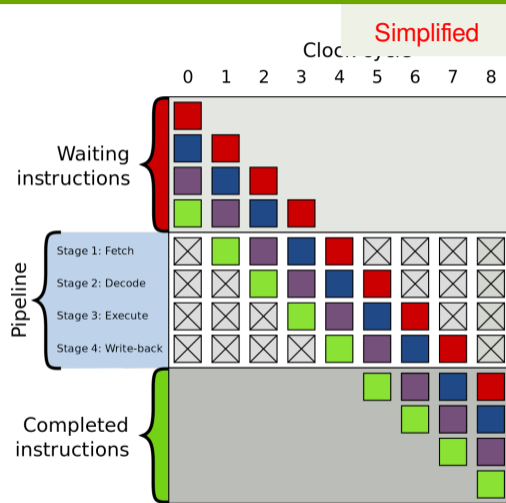 Simplified
0 1 2 3 4 5 6 7 8
Waiting
instructions
Pipeline
Stage 1: Fetch
Stage 2: Decode
Stage 3: Execute
Stage 4: Write-back
Completed
instructions